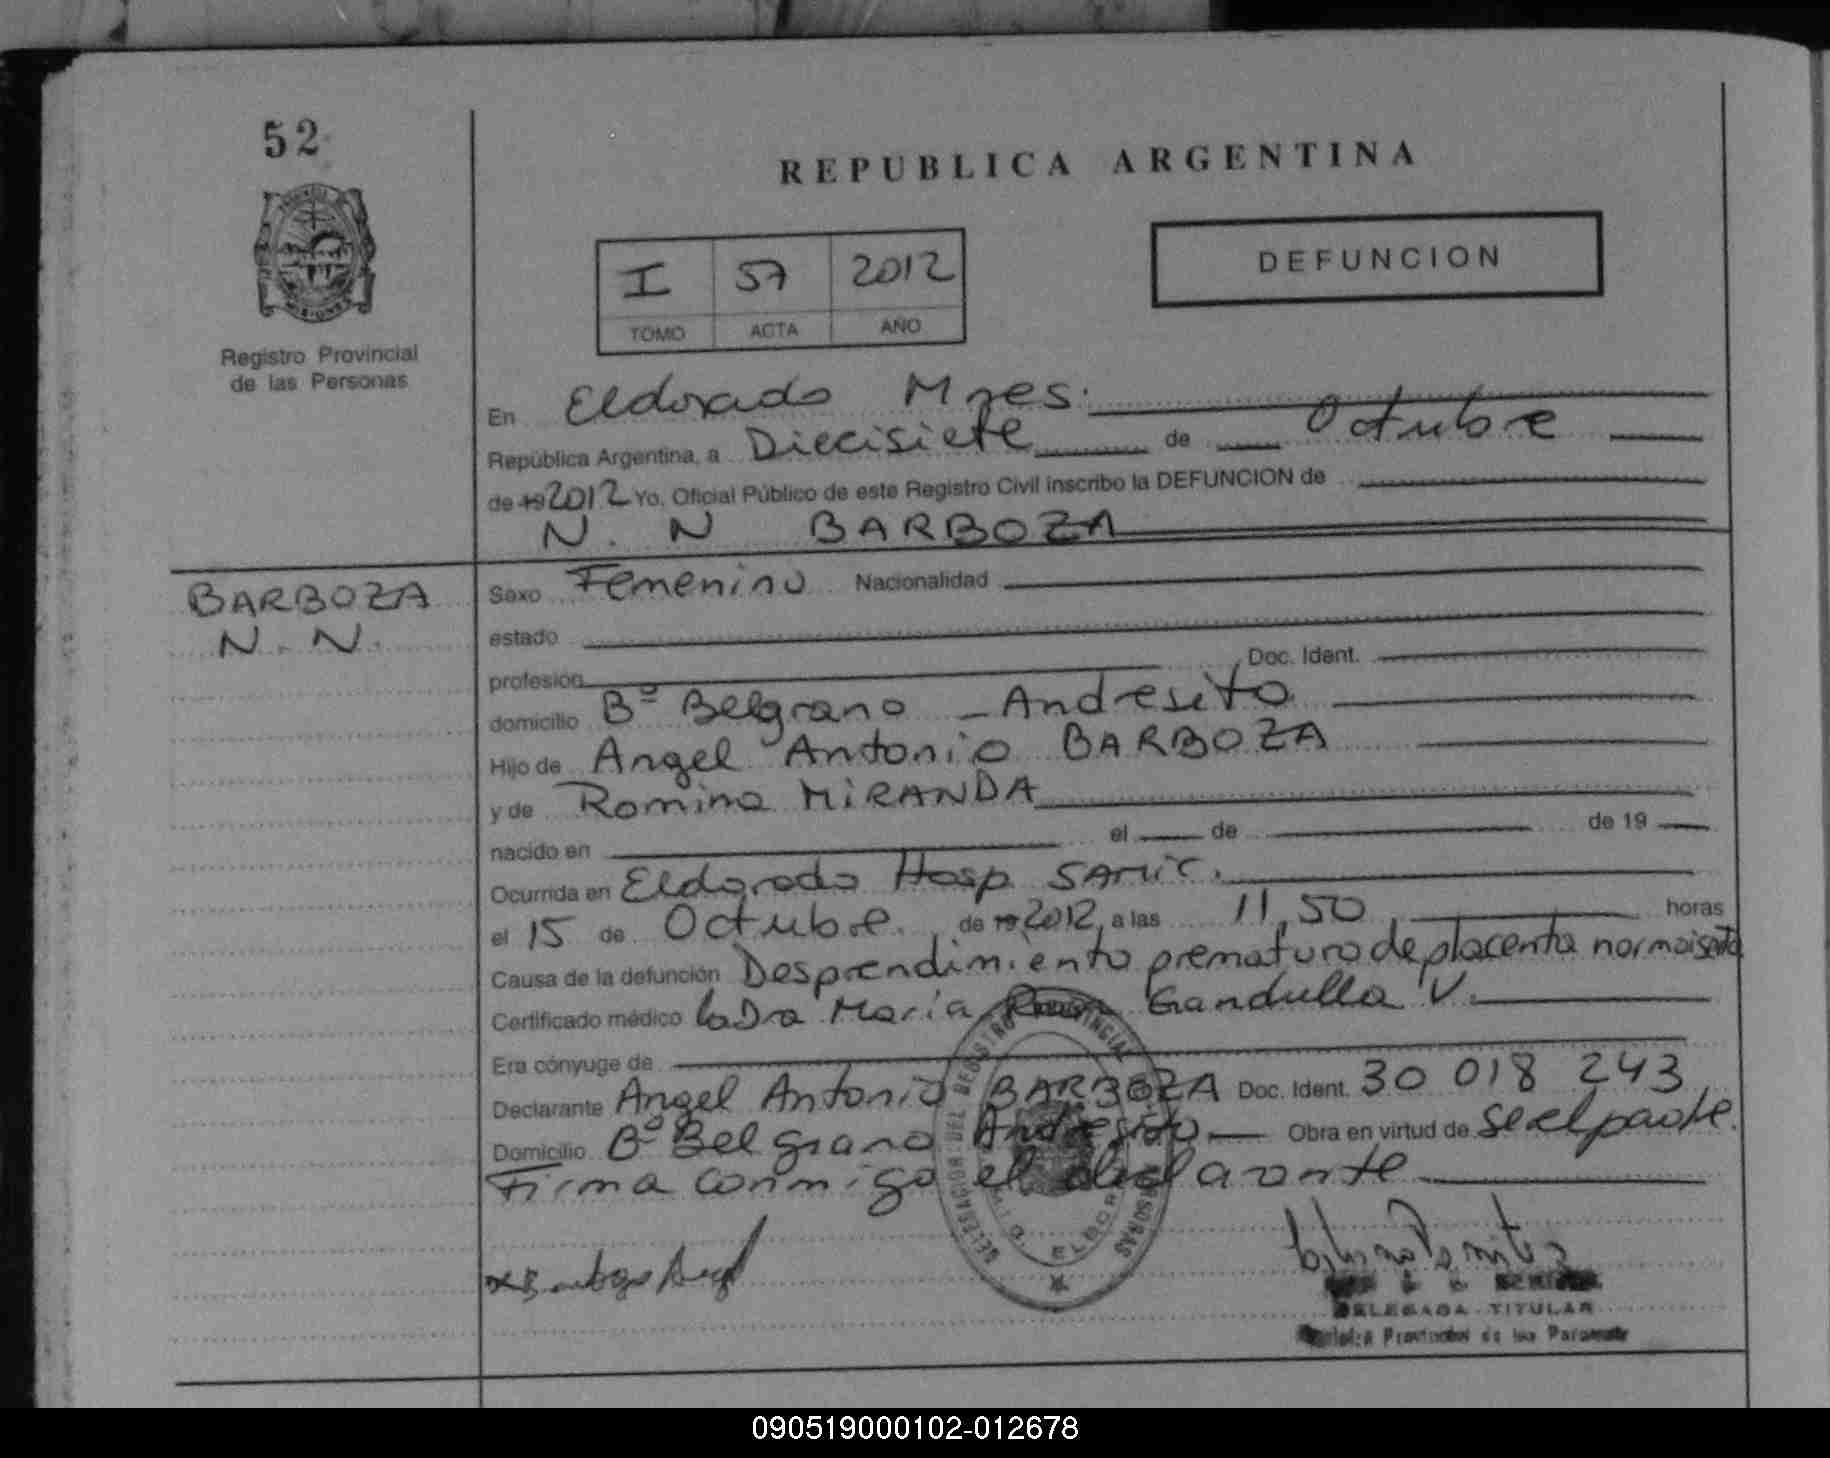 52
REPUBLICA ARGENTINA
DEFUNCION
I 57 2012
TOMO ACTA AÑO
Registro Provincial
de las Personas
En Eldorado Mnes.
República Argentina, a Diecisiete de Octubre
de 19 2012 Yo, Oficial Público de este Registro Civil inscribo la DEFUNCION de
N. N BARBOZA
BARBOZA
N. N.
Sexo Femenino Nacionalidad
estado
profesión Doc. Ident.
domicilio Bº Belgrano - Andresito
Hijo de Angel Antonio BARBOZA
y de Romina MIRANDA
nacido en el de de 19
Ocurrida en Eldorado Hosp SAMIC.
el 15 de Octubre de 19 2012, a las 11,50 horas
Causa de la defunción Desprendimiento prematuro de placenta
Certificado médico la Dra Maria Gandulla V.
Era cónyuge de
Declarante Angel Antonio BARBOZA Doc. Ident. 30 018 243
Domicilio Bº Belgrano Andresito Obra en virtud de ser el padre.
Firma conmigo el declarante
DELEGADA TITULAR
090519000102-012678